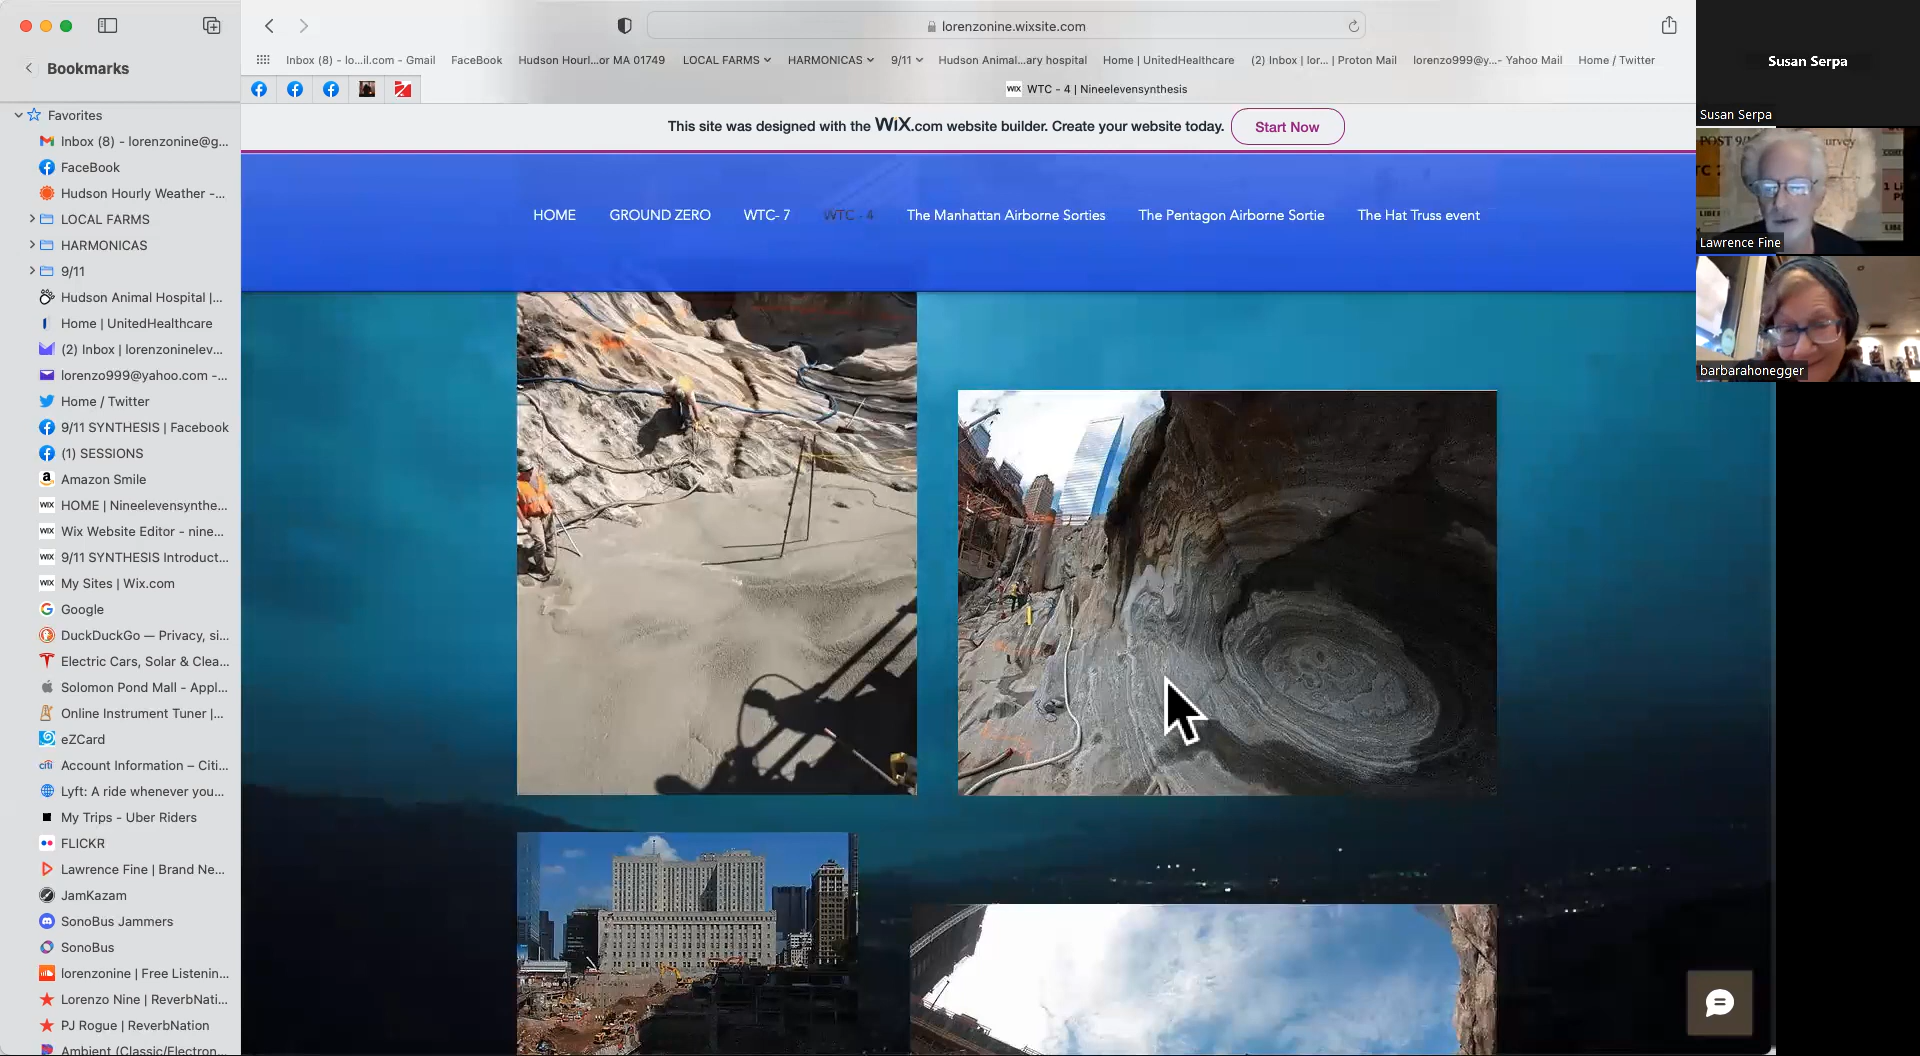 Bookmarks
Favorites
Inbox (8) - lorenzonine@g...
FaceBook
Hudson Hourly Weather -...
LOCAL FARMS
HARMONICAS
9/11
Hudson Animal Hospital |...
Home | UnitedHealthcare
(2) Inbox | lorenzoninelev...
lorenzo999@yahoo.com -...
Home / Twitter
9/11 SYNTHESIS | Facebook
(1) SESSIONS
Amazon Smile
HOME | Nineelevensynthe...
Wix Website Editor - nine...
9/11 SYNTHESIS Introduct...
My Sites | Wix.com
Google
DuckDuckGo — Privacy, si...
Electric Cars, Solar & Clea...
Solomon Pond Mall - Appl...
Online Instrument Tuner |...
eZCard
Account Information – Citi...
Lyft: A ride whenever you...
My Trips - Uber Riders
FLICKR
Lawrence Fine | Brand Ne...
JamKazam
SonoBus Jammers
SonoBus
lorenzonine | Free Listenin...
Lorenzo Nine | ReverbNati...
PJ Rogue | ReverbNation
Ambient (Classic/Electron...
lorenzonine.wixsite.com
Inbox (8) - lo...il.com - Gmail
FaceBook
Hudson Hourl...or MA 01749
LOCAL FARMS
HARMONICAS
9/11
Hudson Animal...ary hospital
Home | UnitedHealthcare
(2) Inbox | lor... | Proton Mail
lorenzo999@y...- Yahoo Mail
Home / Twitter
WIX WTC - 4 | Nineelevensynthesis
This site was designed with the WiX.com website builder. Create your website today.
Start Now
HOME
GROUND ZERO
WTC- 7
WTC - 4
The Manhattan Airborne Sorties
The Pentagon Airborne Sortie
The Hat Truss event
Susan Serpa
Susan Serpa
POST 9/
Lawrence Fine
barbarahonegger